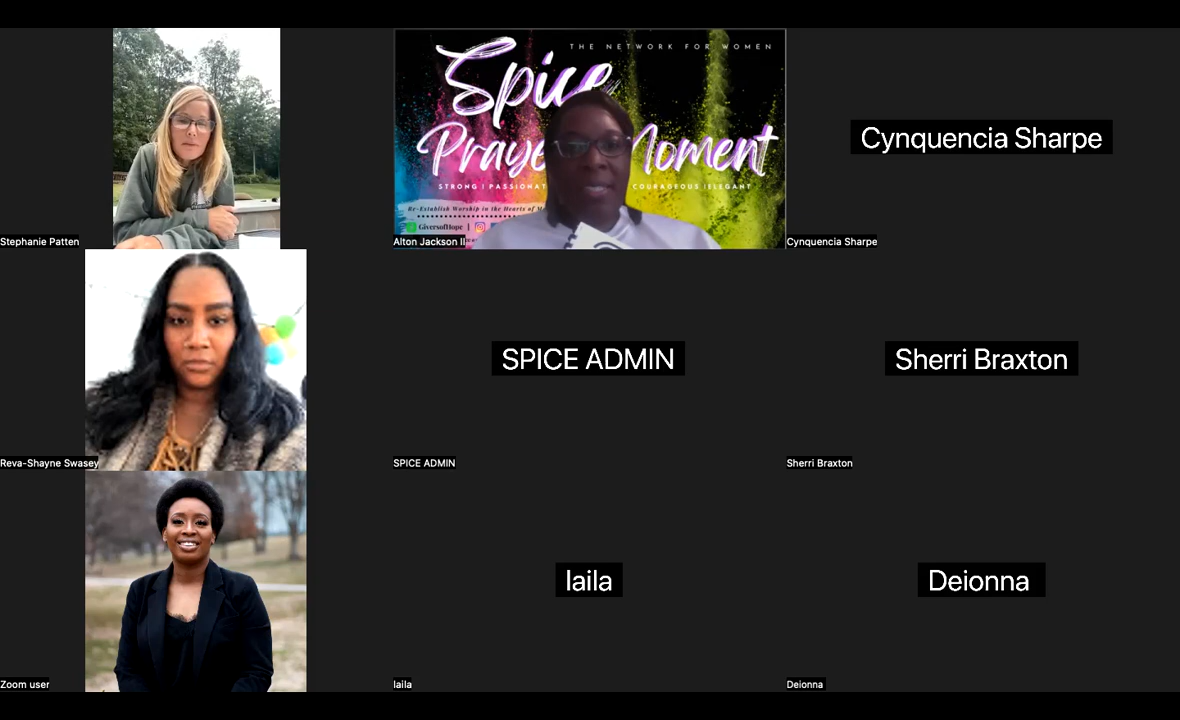 THE NETWORK FOR WOMEN
Spice
Prayer Moment
STRONG | PASSIONAT
COURAGEOUS | ELEGANT
Re-Establish Worship in the Hearts of M
GiversofHope |
Stephanie Patten
Alton Jackson II
Cynquencia Sharpe
Cynquencia Sharpe
SPICE ADMIN
Sherri Braxton
Reva-Shayne Swasey
SPICE ADMIN
Sherri Braxton
laila
Deionna
Zoom user
laila
Deionna